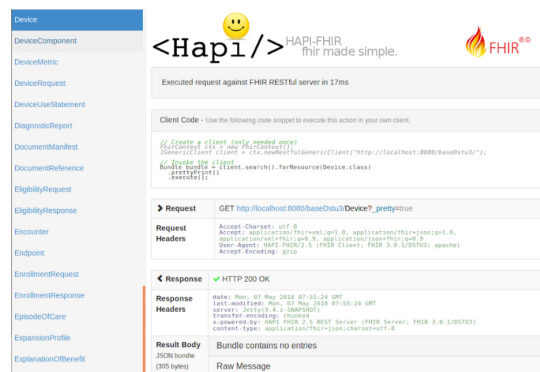 Device
DeviceComponent
DeviceMetric
DeviceRequest
DeviceUseStatement
DiagnosticReport
DocumentManifest
DocumentReference
EligibilityRequest
EligibilityResponse
Encounter
Endpoint
EnrollmentRequest
EnrollmentResponse
EpisodeOfCare
ExpansionProfile
ExplanationOfBenefit
<Hapi/> HAPI-FHIR
fhir made simple.
FHIR®©
Executed request against FHIR RESTful server in 17ms
Client Code - Use the following code snippet to execute this action in your own client.
// Create a client (only needed once)
FhirContext ctx = new FhirContext();
IGenericClient client = ctx.newRestfulGenericClient("http://localhost:8080/baseDstu3/");
// Invoke the client
Bundle bundle = client.search().forResource(Device.class)
.prettyPrint()
.execute();
Request GET http://localhost:8080/baseDstu3/Device?_pretty=true
Request Headers
Accept-Charset: utf-8
Accept: application/fhir+xml;q=1.0, application/fhir+json;q=1.0,
application/xml+fhir;q=0.9, application/json+fhir;q=0.9
User-Agent: HAPI-FHIR/2.5 (FHIR Client; FHIR 3.0.1/DSTU3; apache)
Accept-Encoding: gzip
Response HTTP 200 OK
Response Headers
date: Mon, 07 May 2018 07:55:24 GMT
last-modified: Mon, 07 May 2018 07:55:24 GMT
server: Jetty(9.4.z-SNAPSHOT)
transfer-encoding: chunked
x-powered-by: HAPI FHIR 2.5 REST Server (FHIR Server; FHIR 3.0.1/DSTU3)
content-type: application/fhir+json;charset=utf-8
Result Body Bundle contains no entries
JSON bundle
(305 bytes) Raw Message